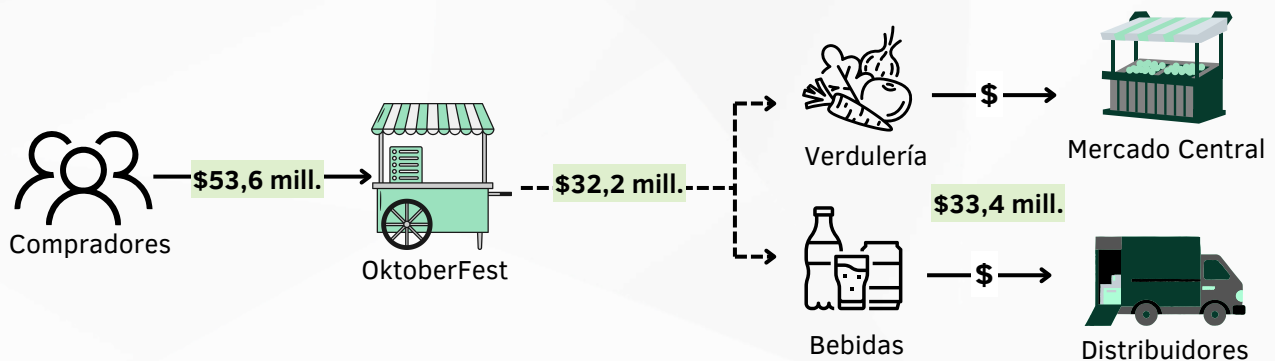 Compradores
$53,6 mill.
OktoberFest
$32,2 mill.
Verdulería
$
Mercado Central
$33,4 mill.
Bebidas
$
Distribuidores